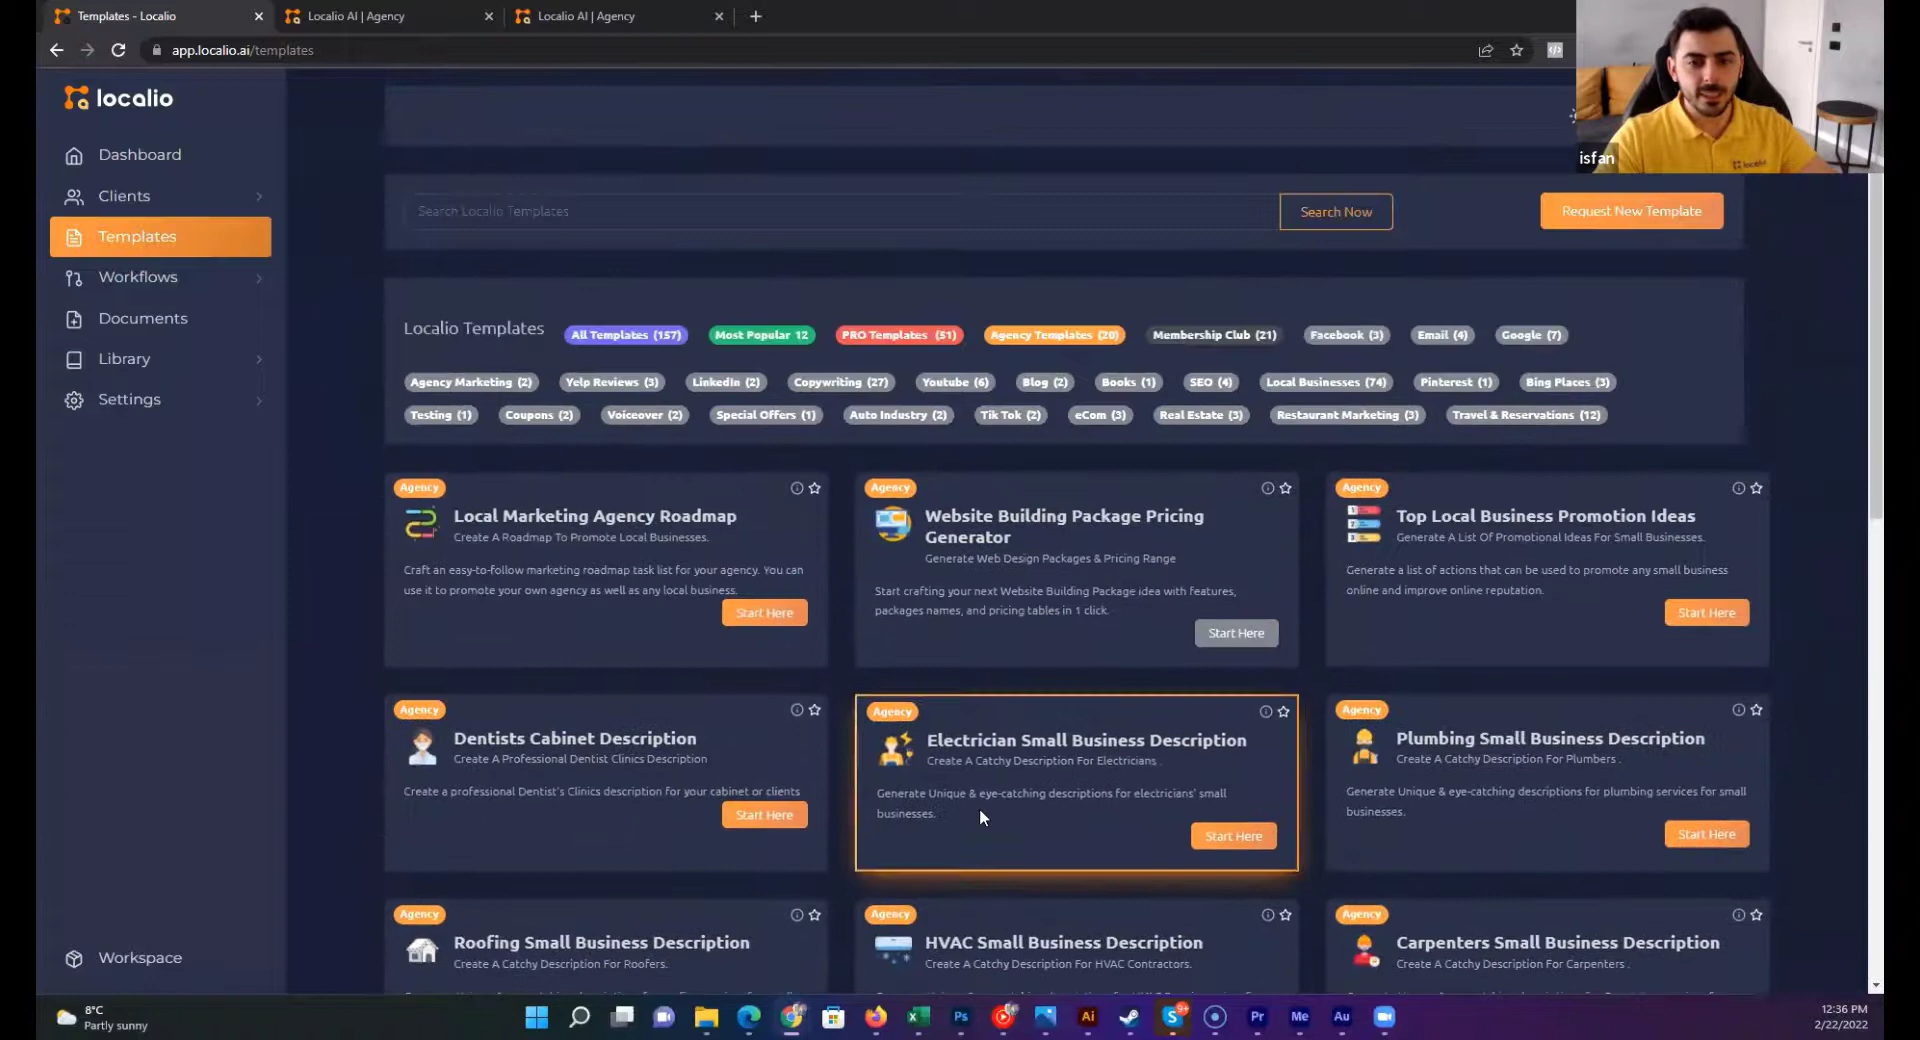 Templates - Localio
Localio AI | Agency
Localio AI | Agency
app.localio.ai/templates
isfan
localio
localio
Dashboard
Clients
Templates
Workflows
Documents
Library
Settings
Workspace
Search Localio Templates
Search Now
Request New Template
Localio Templates
All Templates (157)
Most Popular 12
PRO Templates (51)
Agency Templates (20)
Membership Club (21)
Facebook (3)
Email (4)
Google (7)
Agency Marketing (2)
Yelp Reviews (3)
LinkedIn (2)
Copywriting (27)
Youtube (6)
Blog (2)
Books (1)
SEO (4)
Local Businesses (74)
Pinterest (1)
Bing Places (3)
Testing (1)
Coupons (2)
Voiceover (2)
Special Offers (1)
Auto Industry (2)
Tik Tok (2)
eCom (3)
Real Estate (3)
Restaurant Marketing (3)
Travel & Reservations (12)
Agency
Local Marketing Agency Roadmap
Create A Roadmap To Promote Local Businesses.
Craft an easy-to-follow marketing roadmap task list for your agency. You can
use it to promote your own agency as well as any local business.
Start Here
Agency
Website Building Package Pricing
Generator
Generate Web Design Packages & Pricing Range
Start crafting your next Website Building Package idea with features,
packages names, and pricing tables in 1 click.
Start Here
Agency
Top Local Business Promotion Ideas
Generate A List Of Promotional Ideas For Small Businesses.
Generate a list of actions that can be used to promote any small business
online and improve online reputation.
Start Here
Agency
Dentists Cabinet Description
Create A Professional Dentist Clinics Description
Create a professional Dentist's Clinics description for your cabinet or clients
Start Here
Agency
Electrician Small Business Description
Create A Catchy Description For Electricians .
Generate Unique & eye-catching descriptions for electricians' small
businesses.
Start Here
Agency
Plumbing Small Business Description
Create A Catchy Description For Plumbers .
Generate Unique & eye-catching descriptions for plumbing services for small
businesses.
Start Here
Agency
Roofing Small Business Description
Create A Catchy Description For Roofers.
Agency
HVAC Small Business Description
Create A Catchy Description For HVAC Contractors.
Agency
Carpenters Small Business Description
Create A Catchy Description For Carpenters .
8°C
Partly sunny
Ps
Ai
S
9+
Pr
Me
Au
12:36 PM
2/22/2022